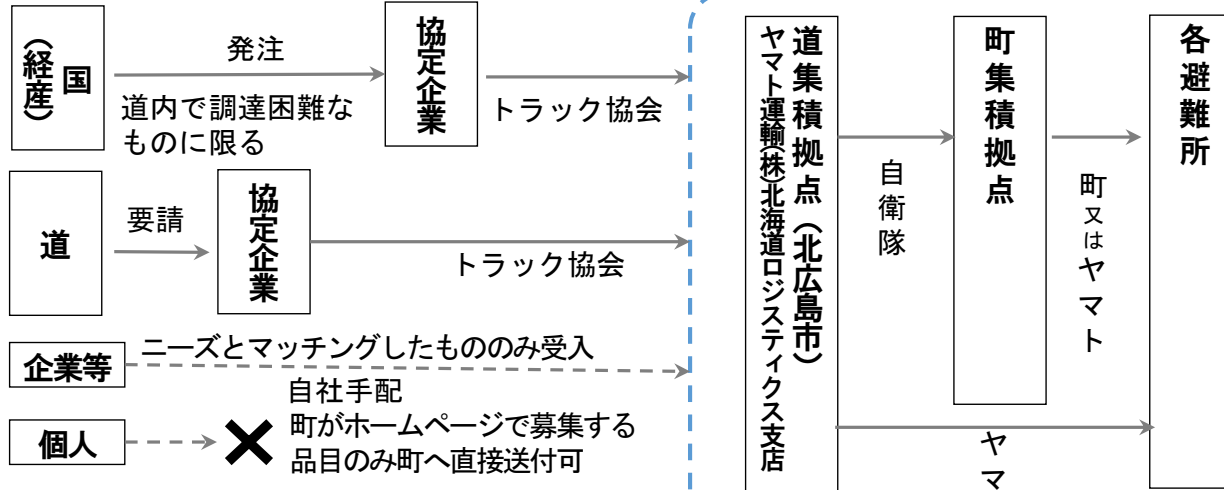 国
（経産）
発注
道内で調達困難な
ものに限る
協定企業
トラック協会
道
要請
協定企業
トラック協会
企業等
ニーズとマッチングしたもののみ受入
自社手配
個人
町がホームページで募集する
品目のみ町へ直接送付可
道集積拠点（北広島市）
ヤマト運輸(株)北海道ロジスティクス支店
自衛隊
町集積拠点
町又はヤマト
ヤマ
各避難所